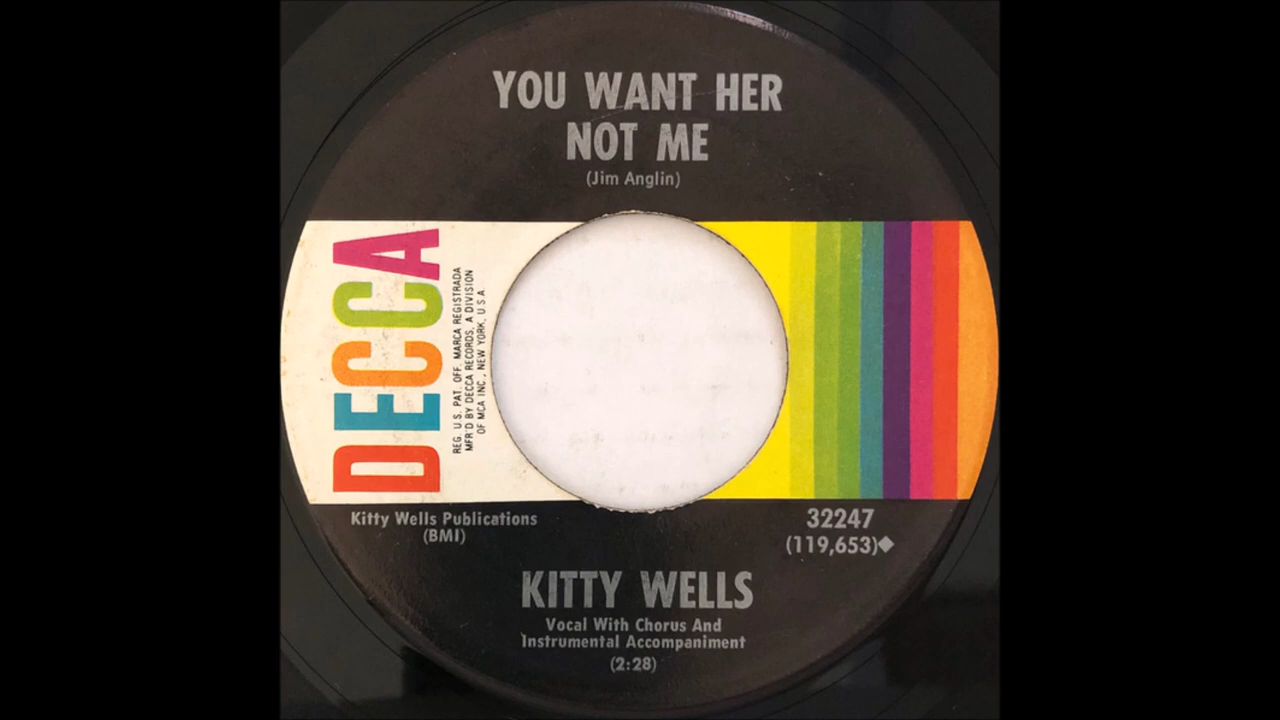 YOU WANT HER
NOT ME
(Jim Anglin)
DECCA
REG. U.S. PAT. OFF. MARCA REGISTRADA
MFR'D BY DECCA RECORDS, A DIVISION
OF MCA INC., NEW YORK, U.S.A.
Kitty Wells Publications
(BMI)
32247
(119,653)◆
KITTY WELLS
Vocal With Chorus And
Instrumental Accompaniment
(2:28)